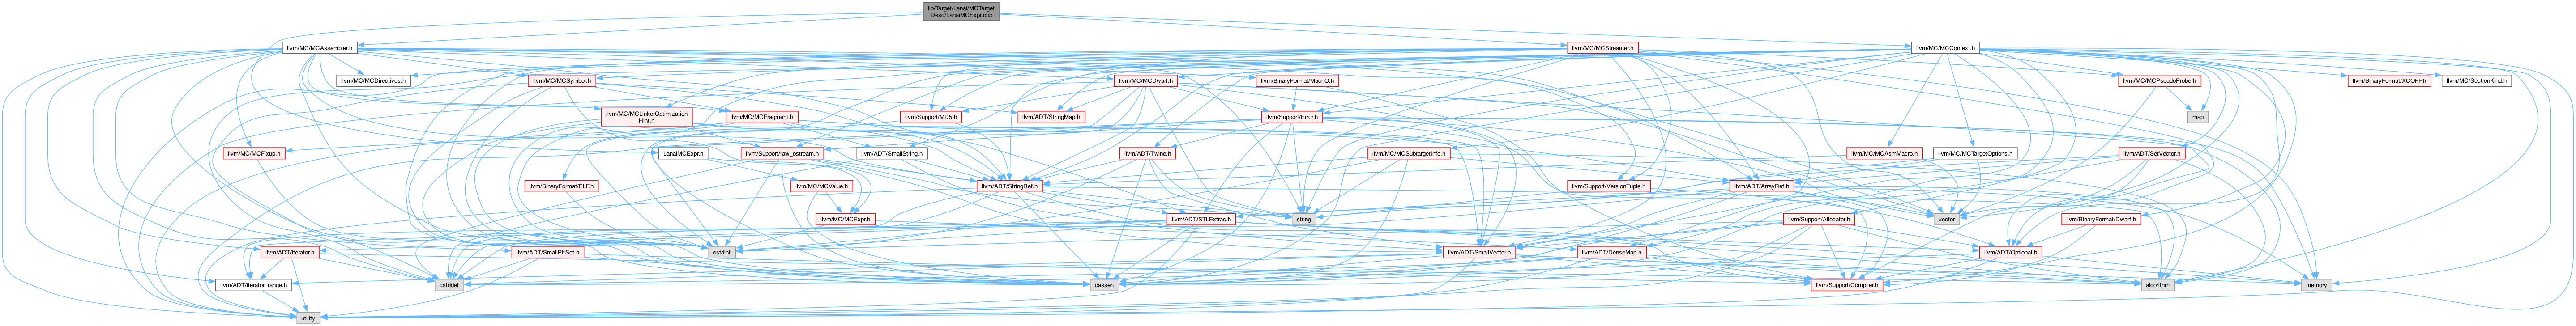 lib/Target/Lanai/MCTarget
Desc/LanaiMCExpr.cpp
llvm/MC/MCAssembler.h
llvm/MC/MCStreamer.h
llvm/MC/MCContext.h
llvm/MC/MCDirectives.h
llvm/MC/MCSymbol.h
llvm/MC/MCDwarf.h
llvm/BinaryFormat/MachO.h
llvm/MC/MCPseudoProbe.h
llvm/BinaryFormat/XCOFF.h
llvm/MC/SectionKind.h
llvm/MC/MCLinkerOptimization
Hint.h
llvm/MC/MCFragment.h
llvm/Support/MD5.h
llvm/ADT/StringMap.h
llvm/Support/Error.h
map
llvm/MC/MCFixup.h
LanaiMCExpr.h
llvm/Support/raw_ostream.h
llvm/ADT/SmallString.h
llvm/ADT/Twine.h
llvm/MC/MCSubtargetInfo.h
llvm/MC/MCAsmMacro.h
llvm/MC/MCTargetOptions.h
llvm/ADT/SetVector.h
llvm/BinaryFormat/ELF.h
llvm/MC/MCValue.h
llvm/ADT/StringRef.h
llvm/Support/VersionTuple.h
llvm/ADT/ArrayRef.h
llvm/MC/MCExpr.h
llvm/ADT/STLExtras.h
string
llvm/Support/Allocator.h
vector
llvm/BinaryFormat/Dwarf.h
llvm/ADT/iterator.h
llvm/ADT/SmallPtrSet.h
cstdint
llvm/ADT/SmallVector.h
llvm/ADT/DenseMap.h
llvm/ADT/Optional.h
llvm/ADT/iterator_range.h
cstddef
cassert
llvm/Support/Compiler.h
algorithm
memory
utility